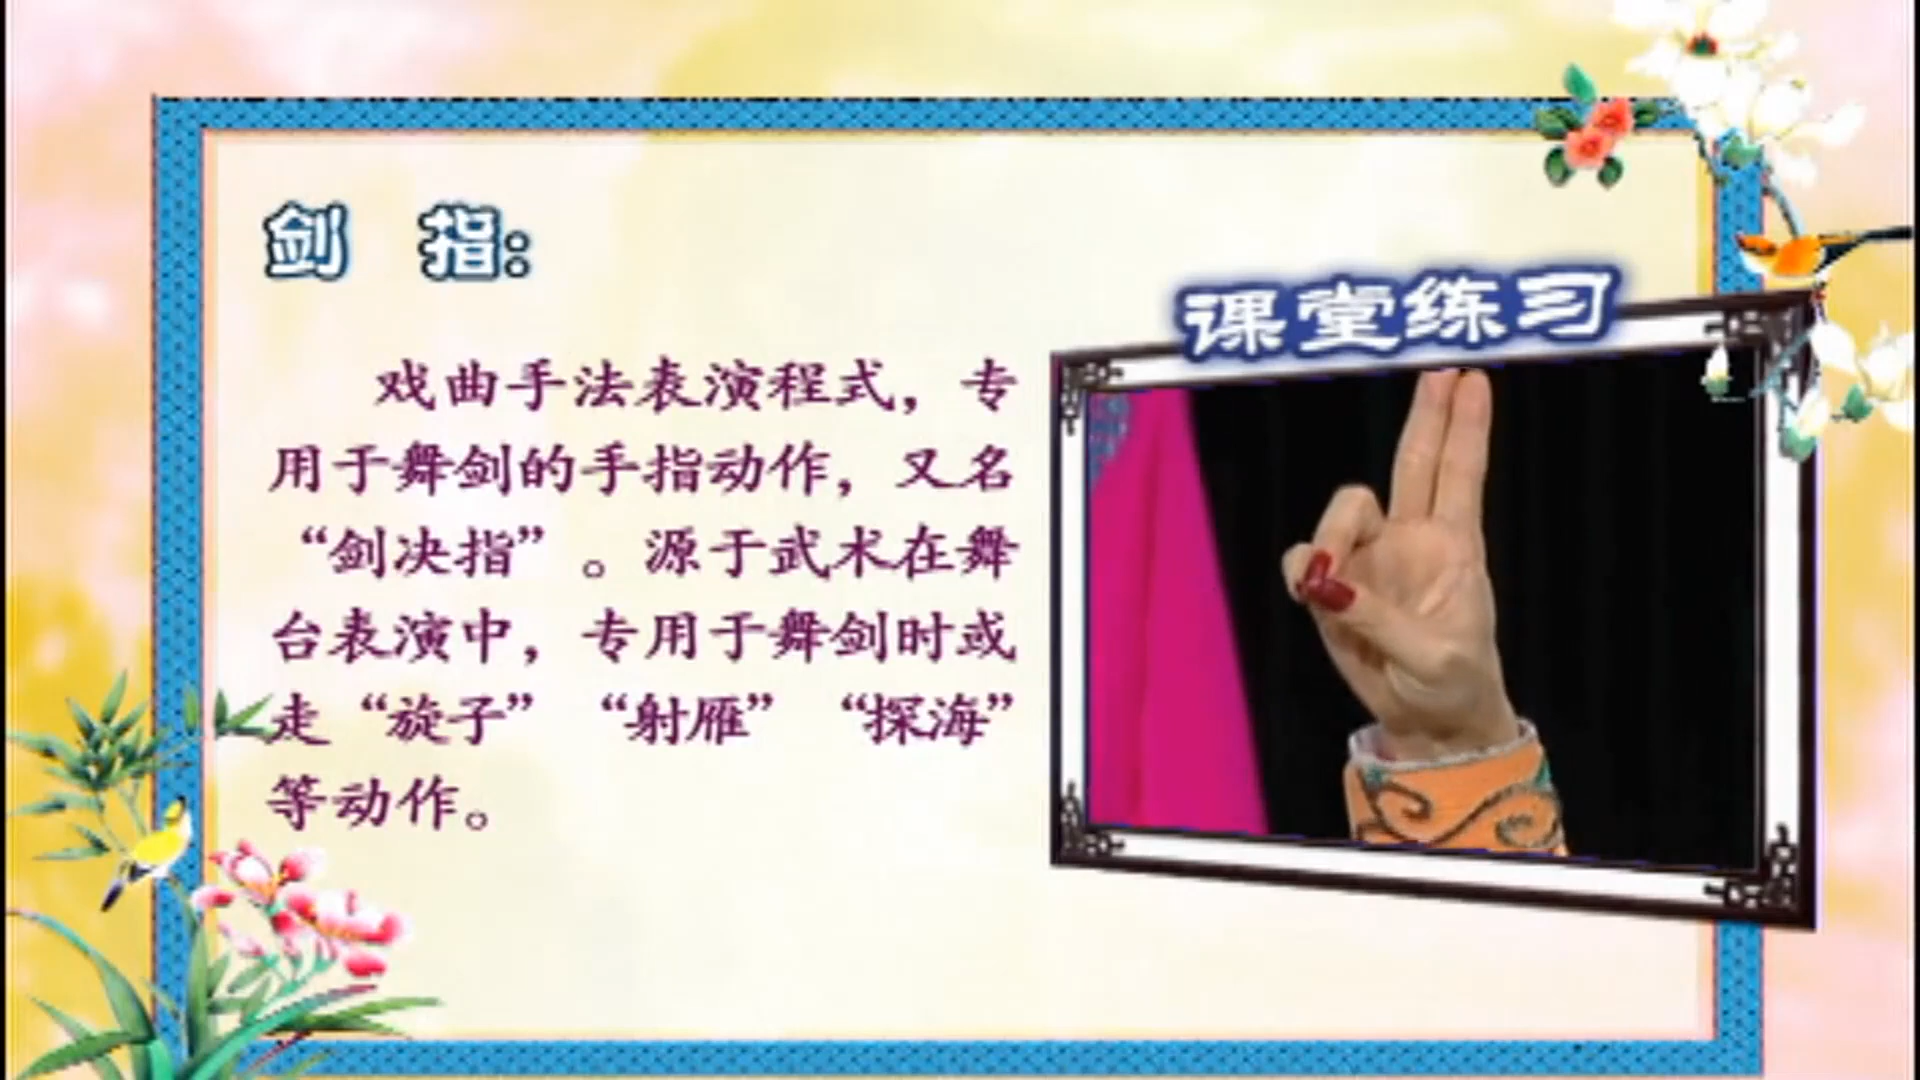 剑 指:
课堂练习
戏曲手法表演程式，专
用于舞剑的手指动作，又名
“剑决指”。源于武术在舞
台表演中，专用于舞剑时或
走“旋子”“射雁”“探海”
等动作。